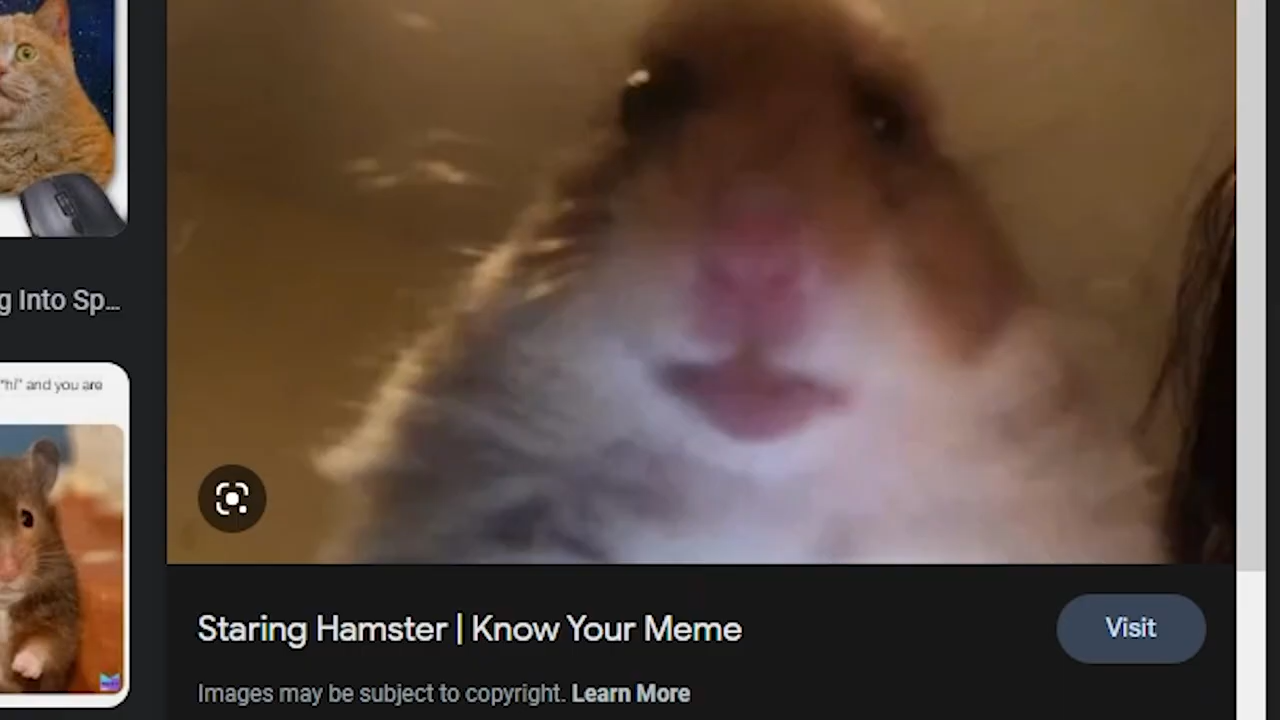 g Into Sp...
"hi" and you are
Staring Hamster | Know Your Meme
Visit
Images may be subject to copyright. Learn More